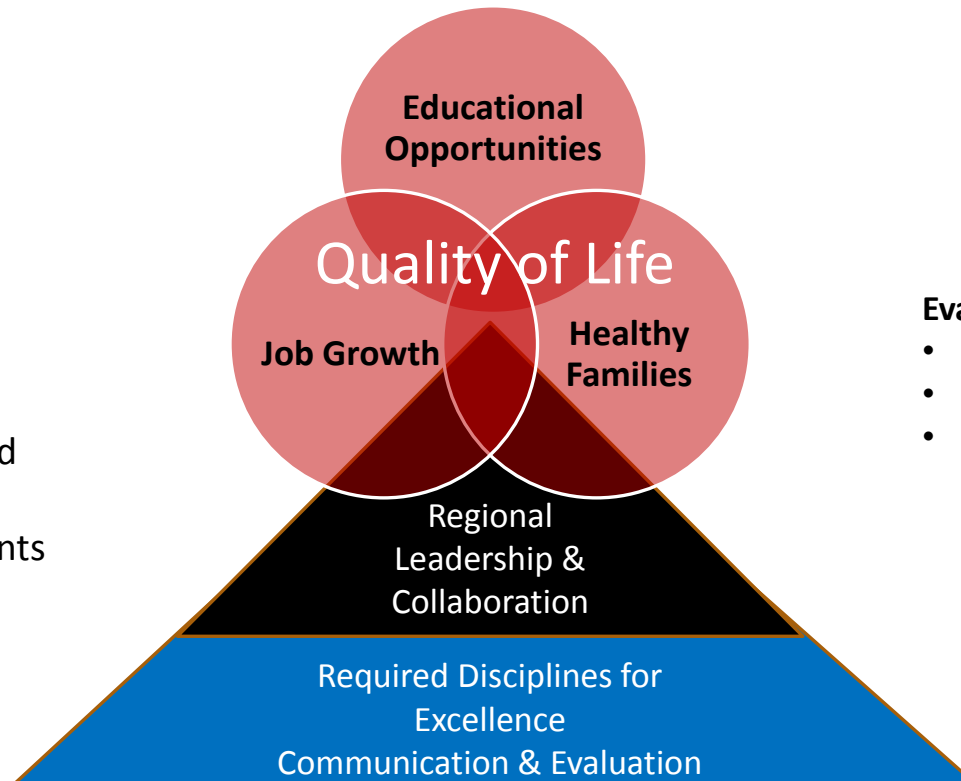 Educational
Opportunities
Quality of Life
Job Growth
Healthy
Families
Regional
Leadership &
Collaboration
Required Disciplines for
Excellence
Communication & Evaluation